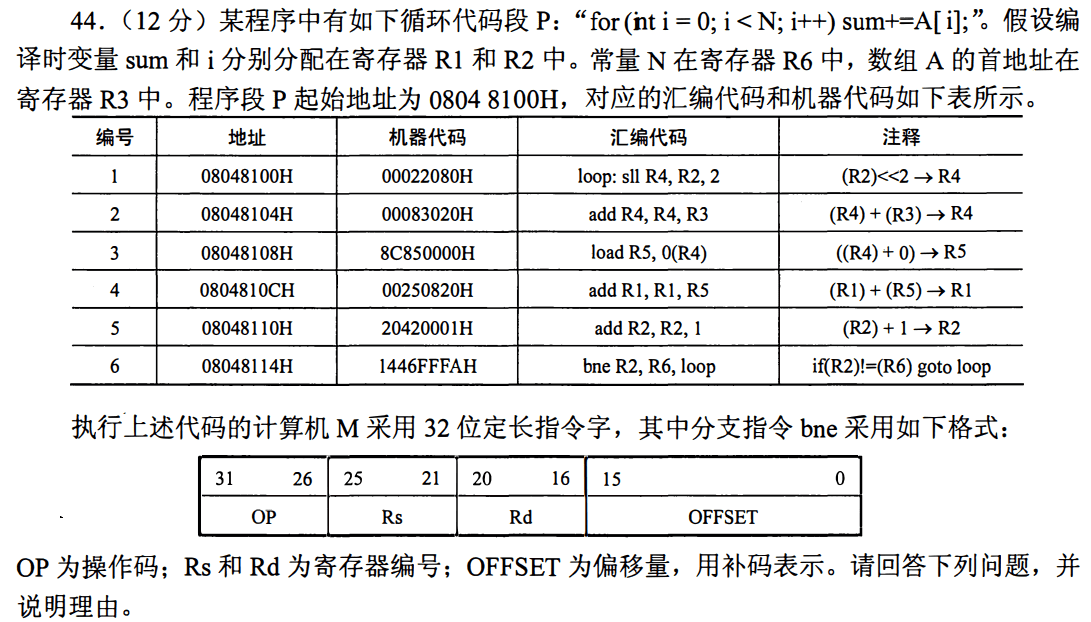 44.（12 分）某程序中有如下循环代码段 P：“for (int i = 0; i < N; i++) sum+=A[ i];”。假设编
译时变量 sum 和 i 分别分配在寄存器 R1 和 R2 中。常量 N 在寄存器 R6 中，数组 A 的首地址在
寄存器 R3 中。程序段 P 起始地址为 0804 8100H，对应的汇编代码和机器代码如下表所示。
编号 地址 机器代码 汇编代码 注释
1 08048100H 00022080H loop: sll R4, R2, 2 (R2)<<2 → R4
2 08048104H 00083020H add R4, R4, R3 (R4) + (R3) → R4
3 08048108H 8C850000H load R5, 0(R4) ((R4) + 0) → R5
4 0804810CH 00250820H add R1, R1, R5 (R1) + (R5) → R1
5 08048110H 20420001H add R2, R2, 1 (R2) + 1 → R2
6 08048114H 1446FFFAH bne R2, R6, loop if(R2)!=(R6) goto loop
执行上述代码的计算机 M 采用 32 位定长指令字，其中分支指令 bne 采用如下格式：
31 26 25 21 20 16 15 0
OP Rs Rd OFFSET
OP 为操作码；Rs 和 Rd 为寄存器编号；OFFSET 为偏移量，用补码表示。请回答下列问题，并
说明理由。